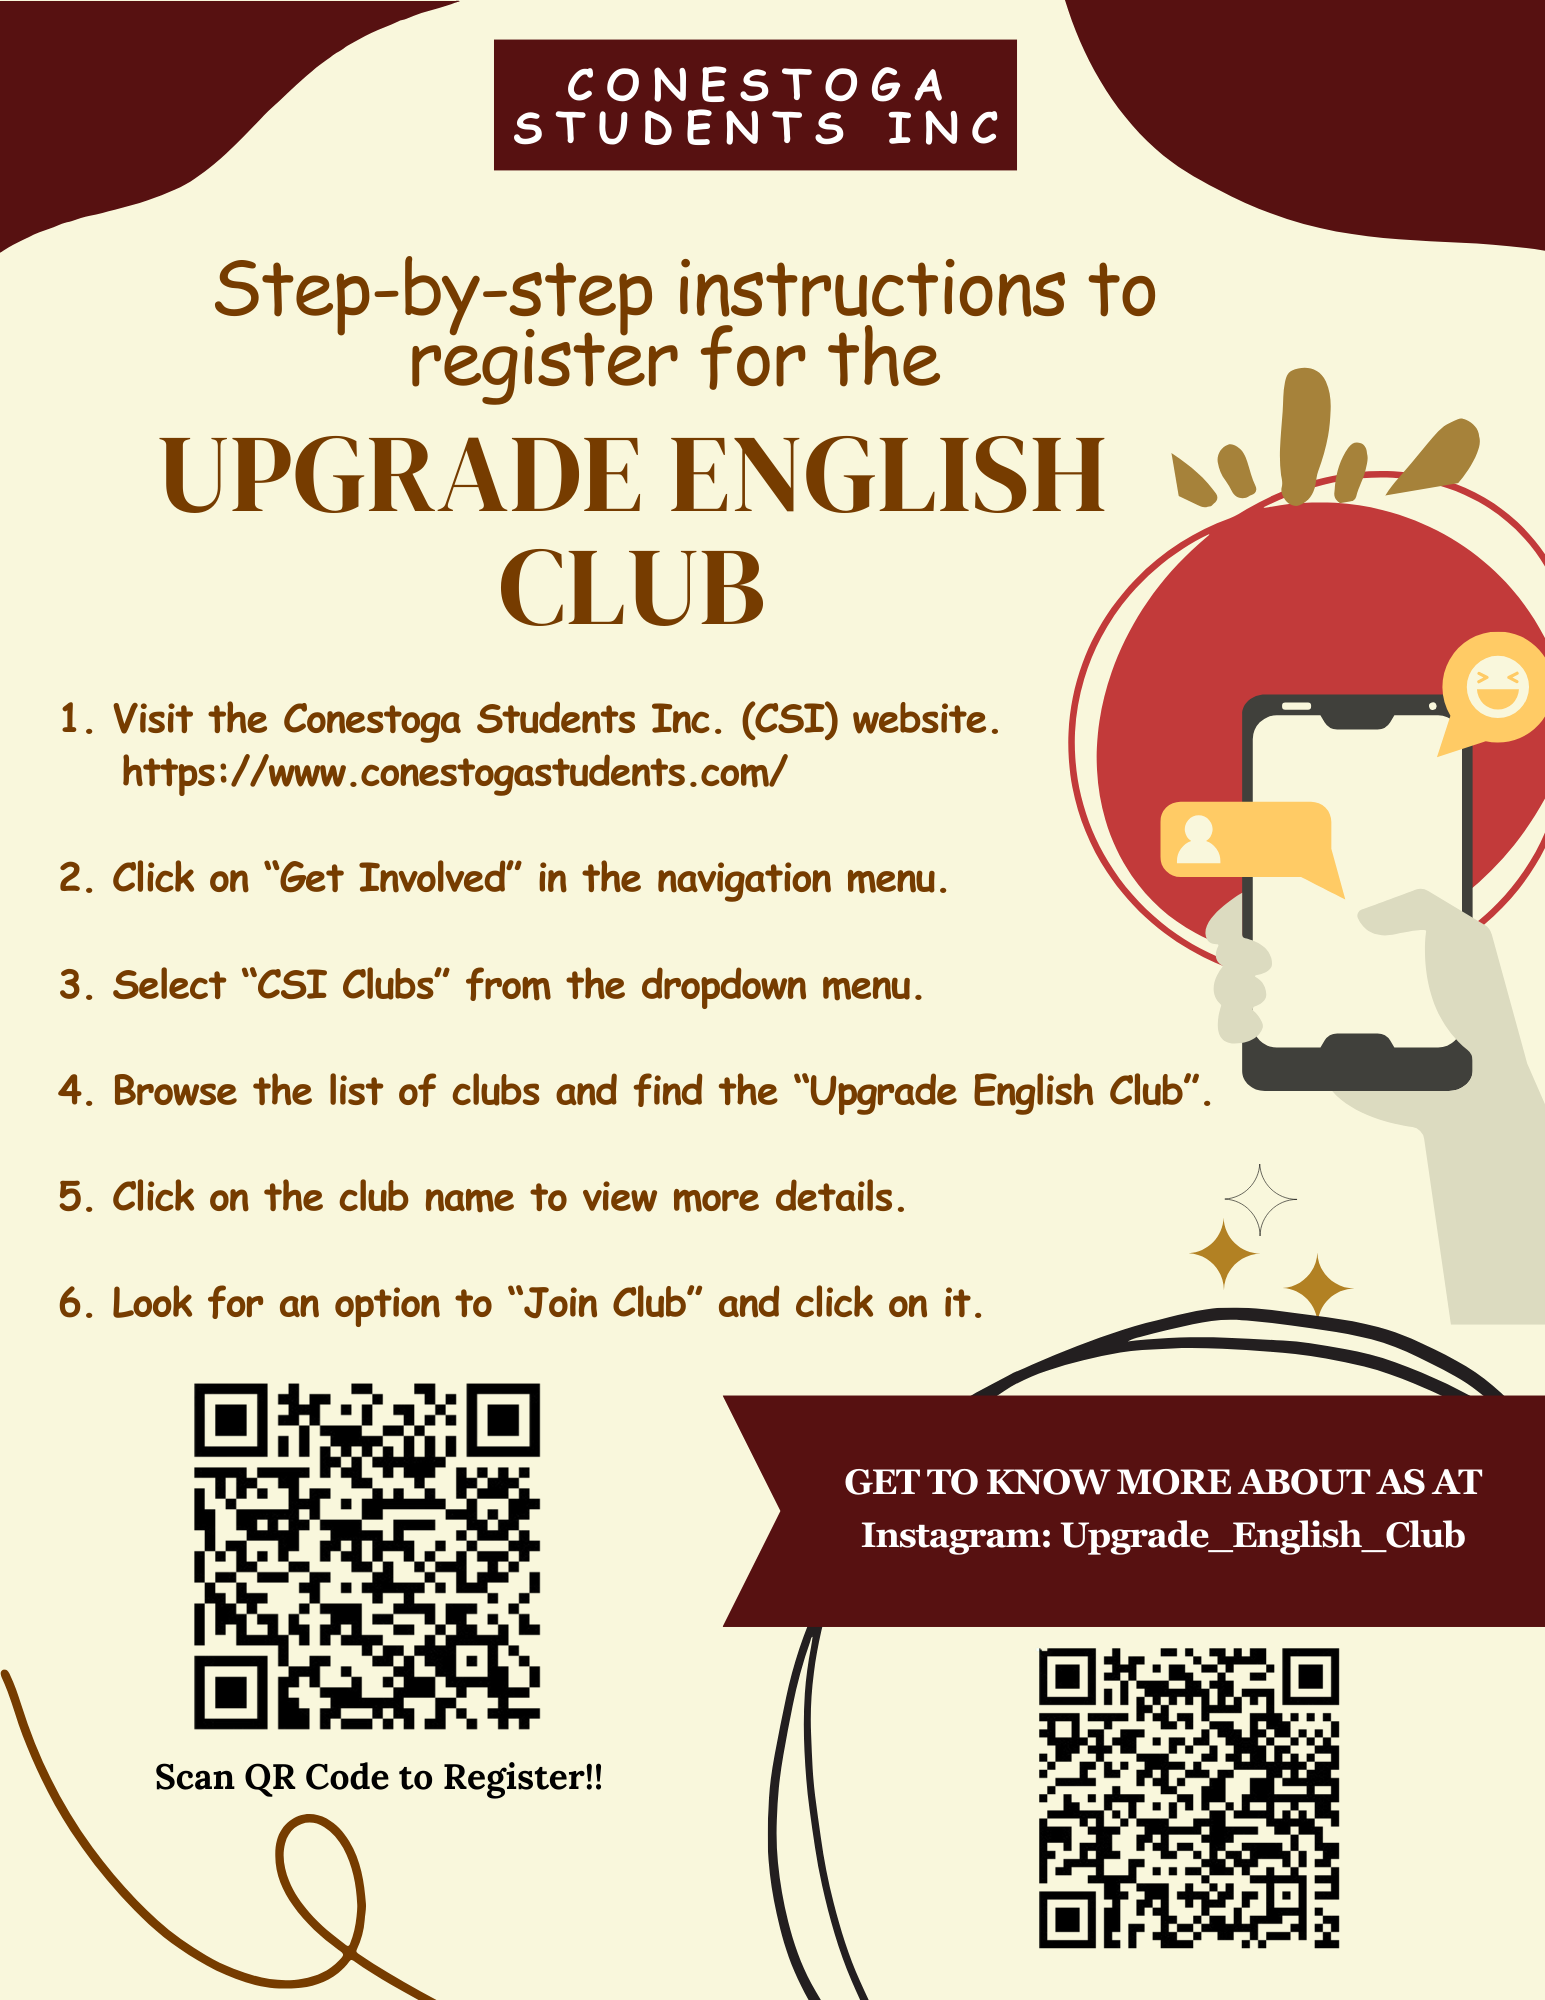 CONESTOGA
STUDENTS INC
Step-by-step instructions to
register for the
UPGRADE ENGLISH
CLUB
1. Visit the Conestoga Students Inc. (CSI) website.
https://www.conestogastudents.com/
2. Click on “Get Involved” in the navigation menu.
3. Select “CSI Clubs” from the dropdown menu.
4. Browse the list of clubs and find the “Upgrade English Club”.
5. Click on the club name to view more details.
6. Look for an option to “Join Club” and click on it.
GET TO KNOW MORE ABOUT AS AT
Instagram: Upgrade_English_Club
Scan QR Code to Register!!